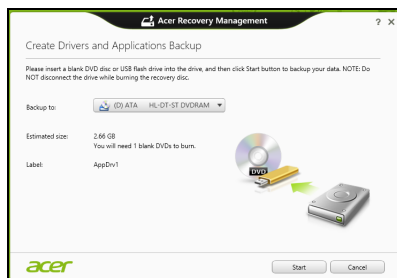 Acer Recovery Management
? X
Create Drivers and Applications Backup
Please insert a blank DVD disc or USB flash drive into the drive, and then click Start button to backup your data. NOTE: Do
NOT disconnect the drive while burning the recovery disc.
Backup to: (D) ATA HL-DT-ST DVDRAM
Estimated size: 2.66 GB
You will need 1 blank DVDs to burn.
Label: AppDrv1
DVD
acer
Start Cancel